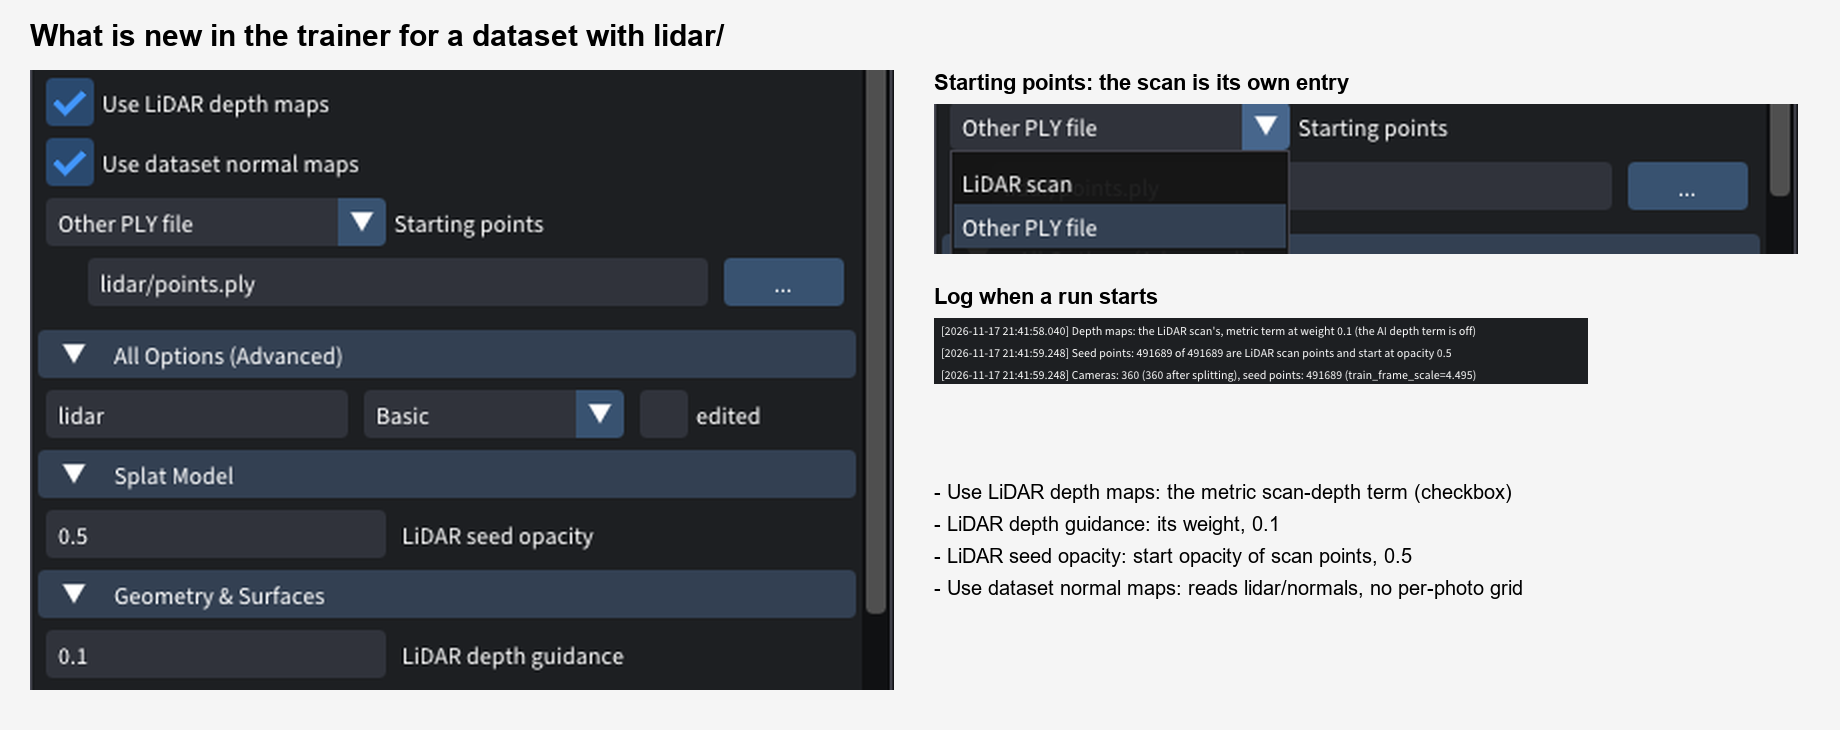 What is new in the trainer for a dataset with lidar/
Use LiDAR depth maps
Use dataset normal maps
Other PLY file
Starting points
lidar/points.ply
...
All Options (Advanced)
lidar
Basic
edited
Splat Model
0.5
LiDAR seed opacity
Geometry & Surfaces
0.1
LiDAR depth guidance
Starting points: the scan is its own entry
Other PLY file
Starting points
LiDAR scan
...
Other PLY file
Log when a run starts
[2026-11-17 21:41:58.040] Depth maps: the LiDAR scan's, metric term at weight 0.1 (the AI depth term is off)
[2026-11-17 21:41:59.248] Seed points: 491689 of 491689 are LiDAR scan points and start at opacity 0.5
[2026-11-17 21:41:59.248] Cameras: 360 (360 after splitting), seed points: 491689 (train_frame_scale=4.495)
- Use LiDAR depth maps: the metric scan-depth term (checkbox)
- LiDAR depth guidance: its weight, 0.1
- LiDAR seed opacity: start opacity of scan points, 0.5
- Use dataset normal maps: reads lidar/normals, no per-photo grid